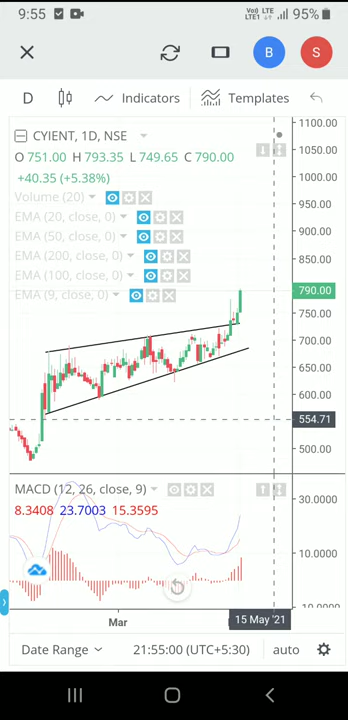 9:55 Vo)) LTE LTE1 95%
B S
D Indicators Templates
CYIENT, 1D, NSE
O 751.00 H 793.35 L 749.65 C 790.00
+40.35 (+5.38%)
Volume (20)
EMA (20, close, 0)
EMA (50, close, 0)
EMA (200, close, 0)
EMA (100, close, 0)
EMA (9, close, 0)
1100.00
1050.00
1000.00
950.00
900.00
850.00
790.00
750.00
700.00
650.00
600.00
554.71
500.00
MACD (12, 26, close, 9)
8.3408 23.7003 15.3595
30.0000
10.0000
-10.0000
Mar 15 May '21
Date Range 21:55:00 (UTC+5:30) auto